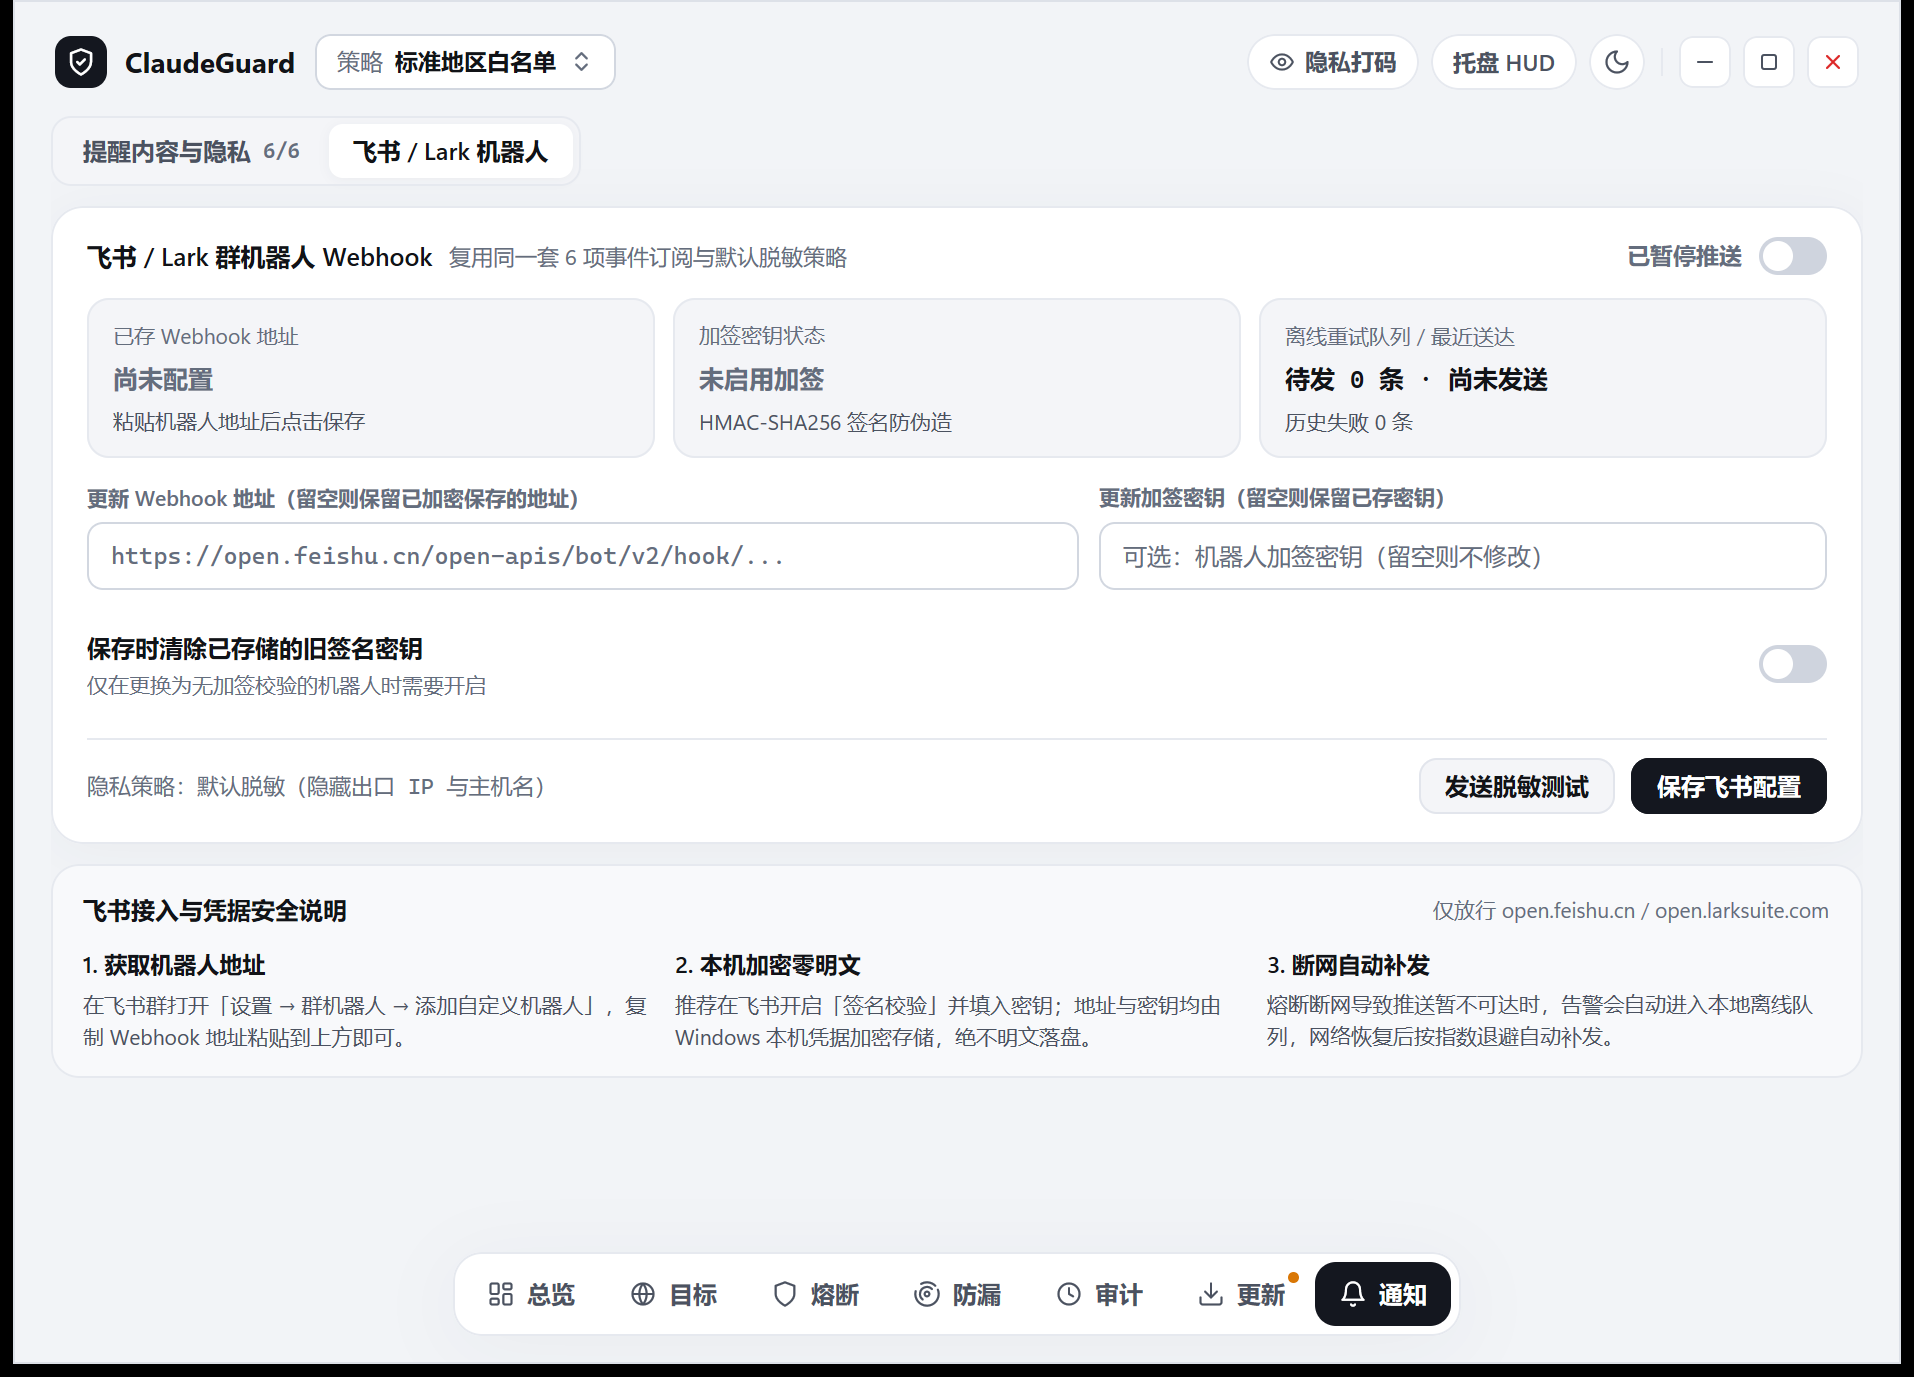 ClaudeGuard
策略 标准地区白名单
隐私打码
托盘 HUD
提醒内容与隐私 6/6
飞书 / Lark 机器人
飞书 / Lark 群机器人 Webhook 复用同一套 6 项事件订阅与默认脱敏策略
已暂停推送
已存 Webhook 地址
尚未配置
粘贴机器人地址后点击保存
加签密钥状态
未启用加签
HMAC-SHA256 签名防伪造
离线重试队列 / 最近送达
待发 0 条 · 尚未发送
历史失败 0 条
更新 Webhook 地址（留空则保留已加密保存的地址）
https://open.feishu.cn/open-apis/bot/v2/hook/...
更新加签密钥（留空则保留已存密钥）
可选：机器人加签密钥（留空则不修改）
保存时清除已存储的旧签名密钥
仅在更换为无加签校验的机器人时需要开启
隐私策略：默认脱敏（隐藏出口 IP 与主机名）
发送脱敏测试
保存飞书配置
飞书接入与凭据安全说明
仅放行 open.feishu.cn / open.larksuite.com
1. 获取机器人地址
在飞书群打开「设置 → 群机器人 → 添加自定义机器人」，复
制 Webhook 地址粘贴到上方即可。
2. 本机加密零明文
推荐在飞书开启「签名校验」并填入密钥；地址与密钥均由
Windows 本机凭据加密存储，绝不明文落盘。
3. 断网自动补发
熔断断网导致推送暂不可达时，告警会自动进入本地离线队
列，网络恢复后按指数退避自动补发。
总览
目标
熔断
防漏
审计
更新
通知